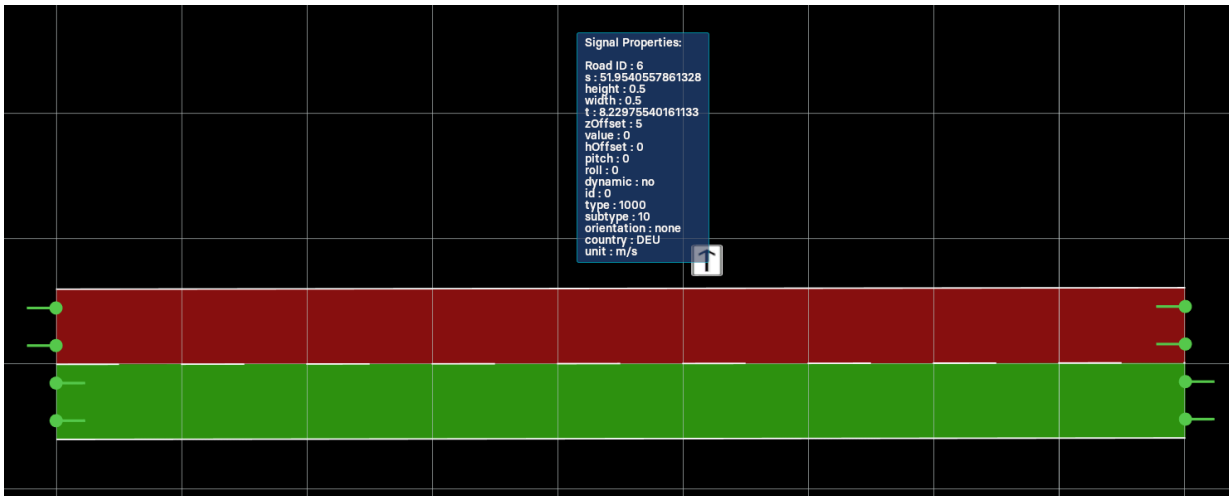 Signal Properties:
Road ID : 6
s : 51.9540557861328
height : 0.5
width : 0.5
t : 8.22975540161133
zOffset : 5
value : 0
hOffset : 0
pitch : 0
roll : 0
dynamic : no
id : 0
type : 1000
subtype : 10
orientation : none
country : DEU
unit : m/s